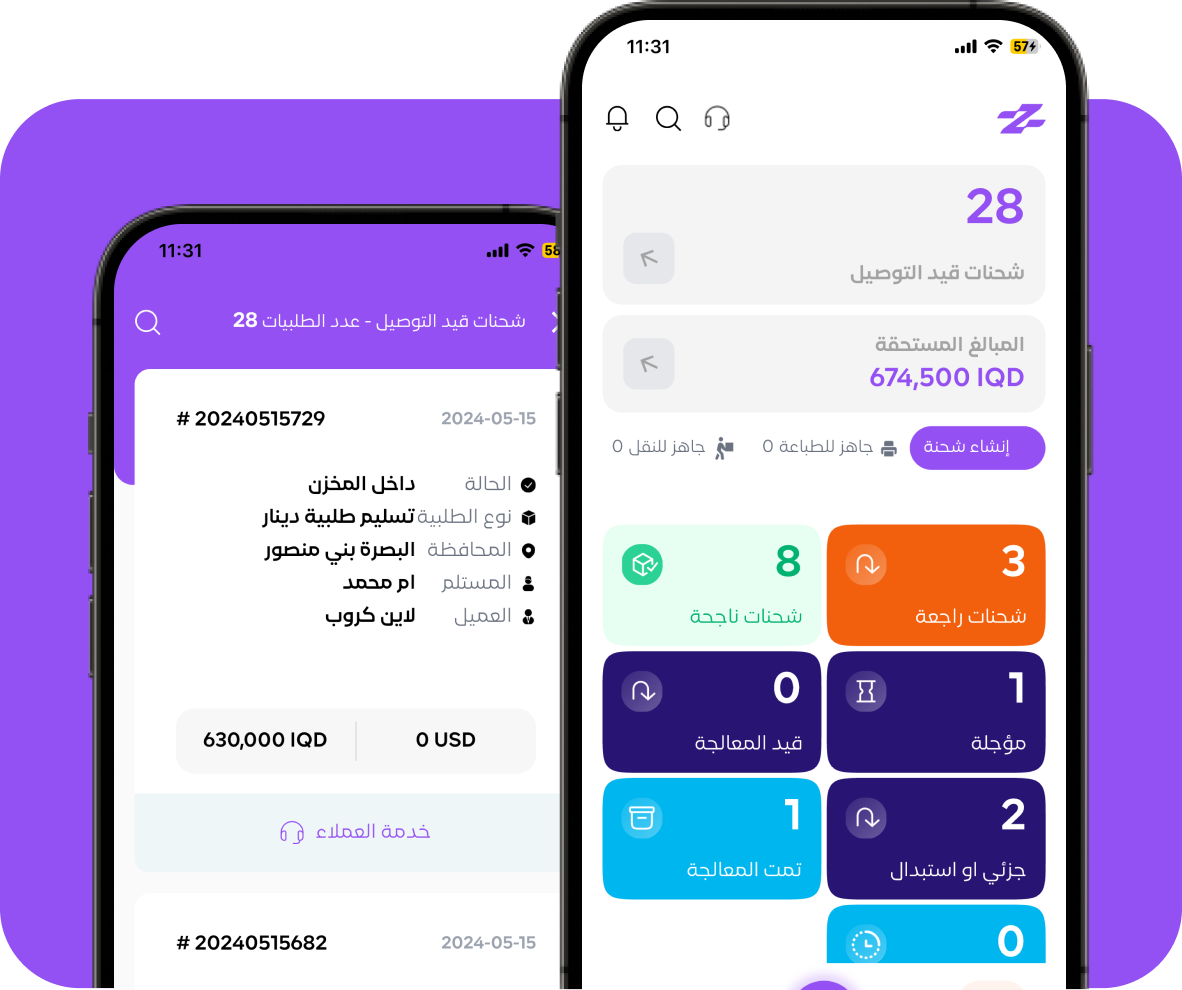 11:31
57
28
شحنات قيد التوصيل
المبالغ المستحقة
674,500 IQD
إنشاء شحنة
جاهز للطباعة 0
جاهز للنقل 0
3
شحنات راجعة
8
شحنات ناجحة
1
مؤجلة
0
قيد المعالجة
2
جزئي او استبدال
1
تمت المعالجة
0
11:31
58
شحنات قيد التوصيل - عدد الطلبيات 28
# 20240515729
2024-05-15
الحالة داخل المخزن
نوع الطلبية تسليم طلبية دينار
المحافظة البصرة بني منصور
المستلم ام محمد
العميل لاين كروب
630,000 IQD
0 USD
خدمة العملاء
# 20240515682
2024-05-15